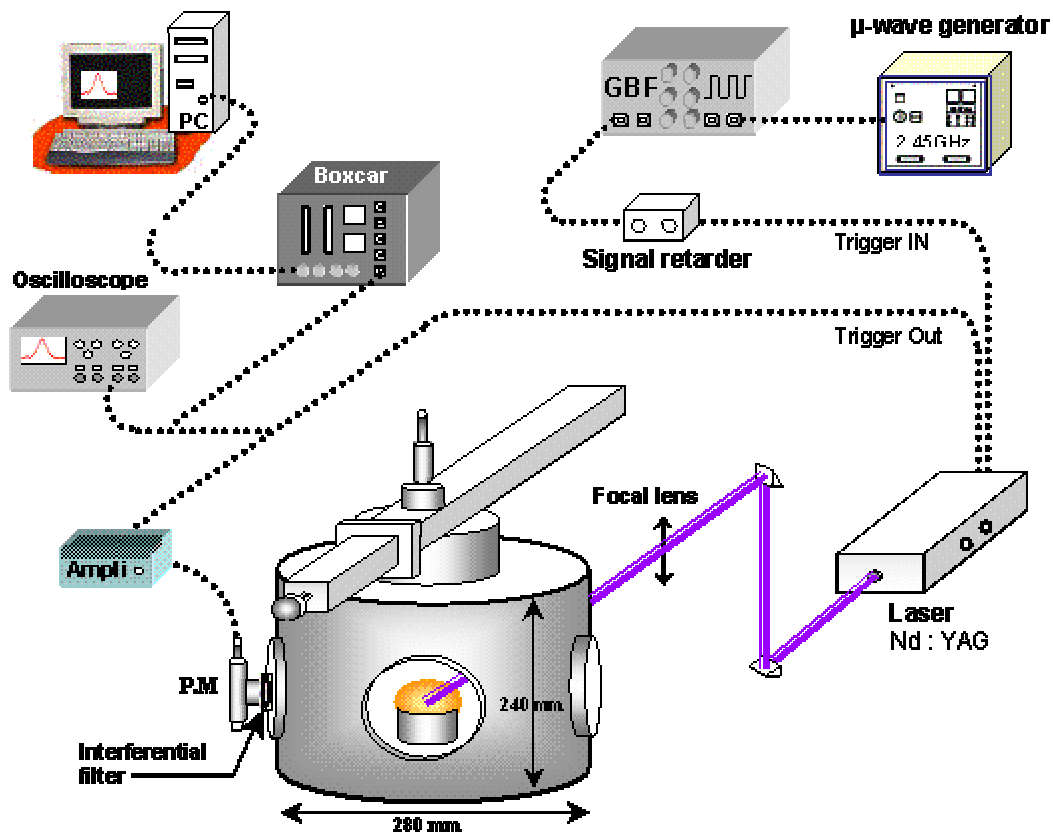 µ-wave generator
GBF
PC
2.45GHz
Boxcar
Trigger IN
Signal retarder
Oscilloscope
Trigger Out
Focal lens
Ampli
Laser
Nd : YAG
P.M
240 mm.
Interferential
filter
280 mm.